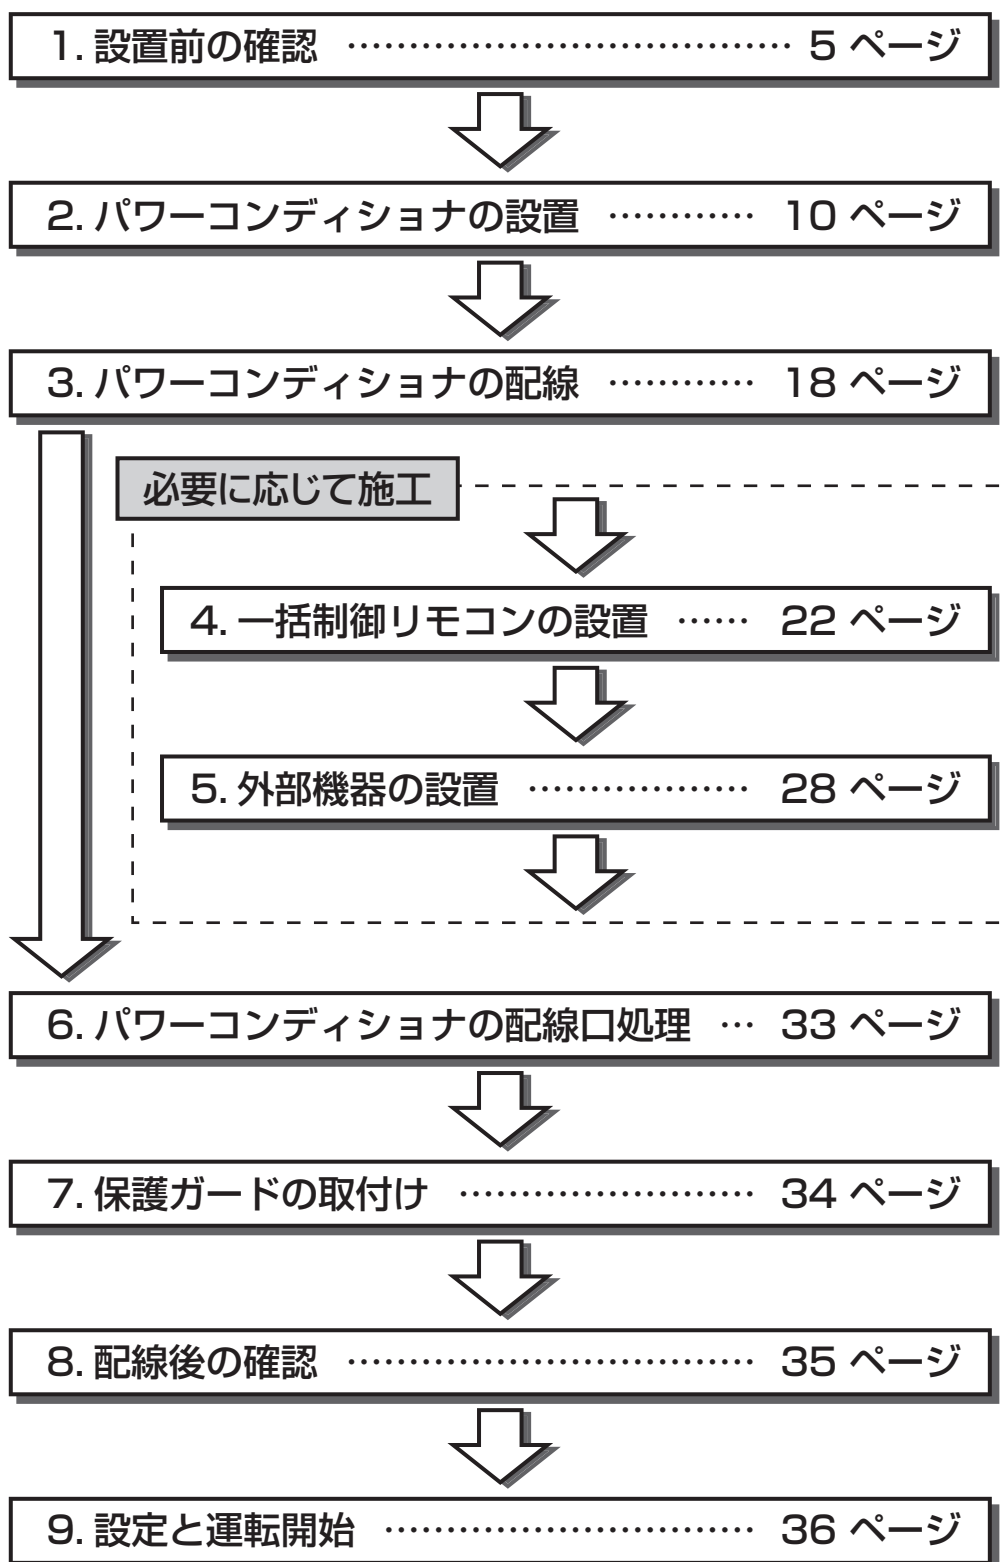 1. 設置前の確認 ………………………………… 5 ページ
2. パワーコンディショナの設置 ………… 10 ページ
3. パワーコンディショナの配線 ………… 18 ページ
必要に応じて施工
4. 一括制御リモコンの設置 …… 22 ページ
5. 外部機器の設置 ……………… 28 ページ
6. パワーコンディショナの配線口処理 … 33 ページ
7. 保護ガードの取付け …………………… 34 ページ
8. 配線後の確認 ……………………………… 35 ページ
9. 設定と運転開始 …………………………… 36 ページ